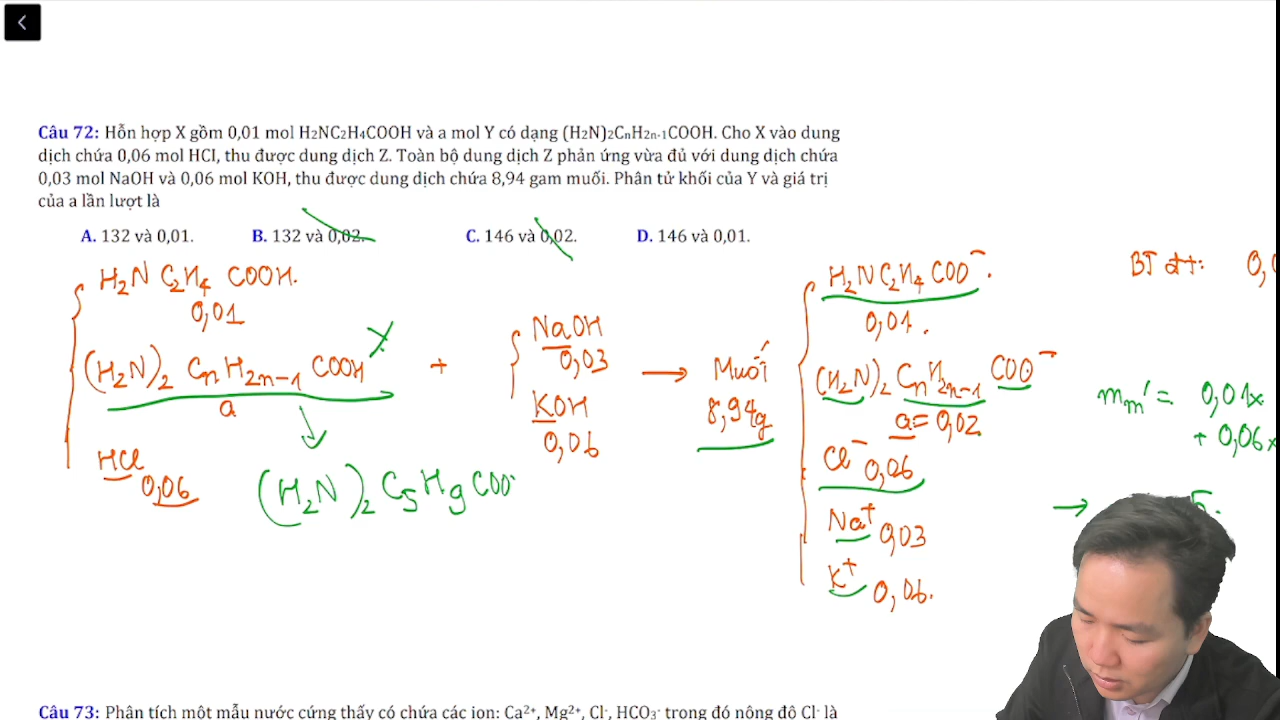 Câu 72: Hỗn hợp X gồm 0,01 mol H₂NC₂H₄COOH và a mol Y có dạng (H₂N)₂CₙH₂ₙ₋₁COOH. Cho X vào dung
dịch chứa 0,06 mol HCl, thu được dung dịch Z. Toàn bộ dung dịch Z phản ứng vừa đủ với dung dịch chứa
0,03 mol NaOH và 0,06 mol KOH, thu được dung dịch chứa 8,94 gam muối. Phân tử khối của Y và giá trị
của a lần lượt là
A. 132 và 0,01. B. 132 và 0,02. C. 146 và 0,02. D. 146 và 0,01.
H₂N C₂H₄ COOH.
0,01
(H₂N)₂ CₙH₂ₙ₋₁ COOH Y
a
HCl
0,06
(H₂N)₂ C₅H₉ COO
+
NaOH
0,03
KOH
0,06
→ Muối
8,94g
H₂N C₂H₄ COO⁻.
0,01.
(H₂N)₂ CₙH₂ₙ₋₁ COO⁻
a = 0,02
Cl⁻ 0,06
Na⁺ 0,03
K⁺ 0,06.
BT đt: 0,
mm' = 0,01x
+ 0,06x
→
Câu 73: Phân tích một mẫu nước cứng thấy có chứa các ion: Ca²⁺, Mg²⁺, Cl⁻, HCO₃⁻ trong đó nồng độ Cl⁻ là